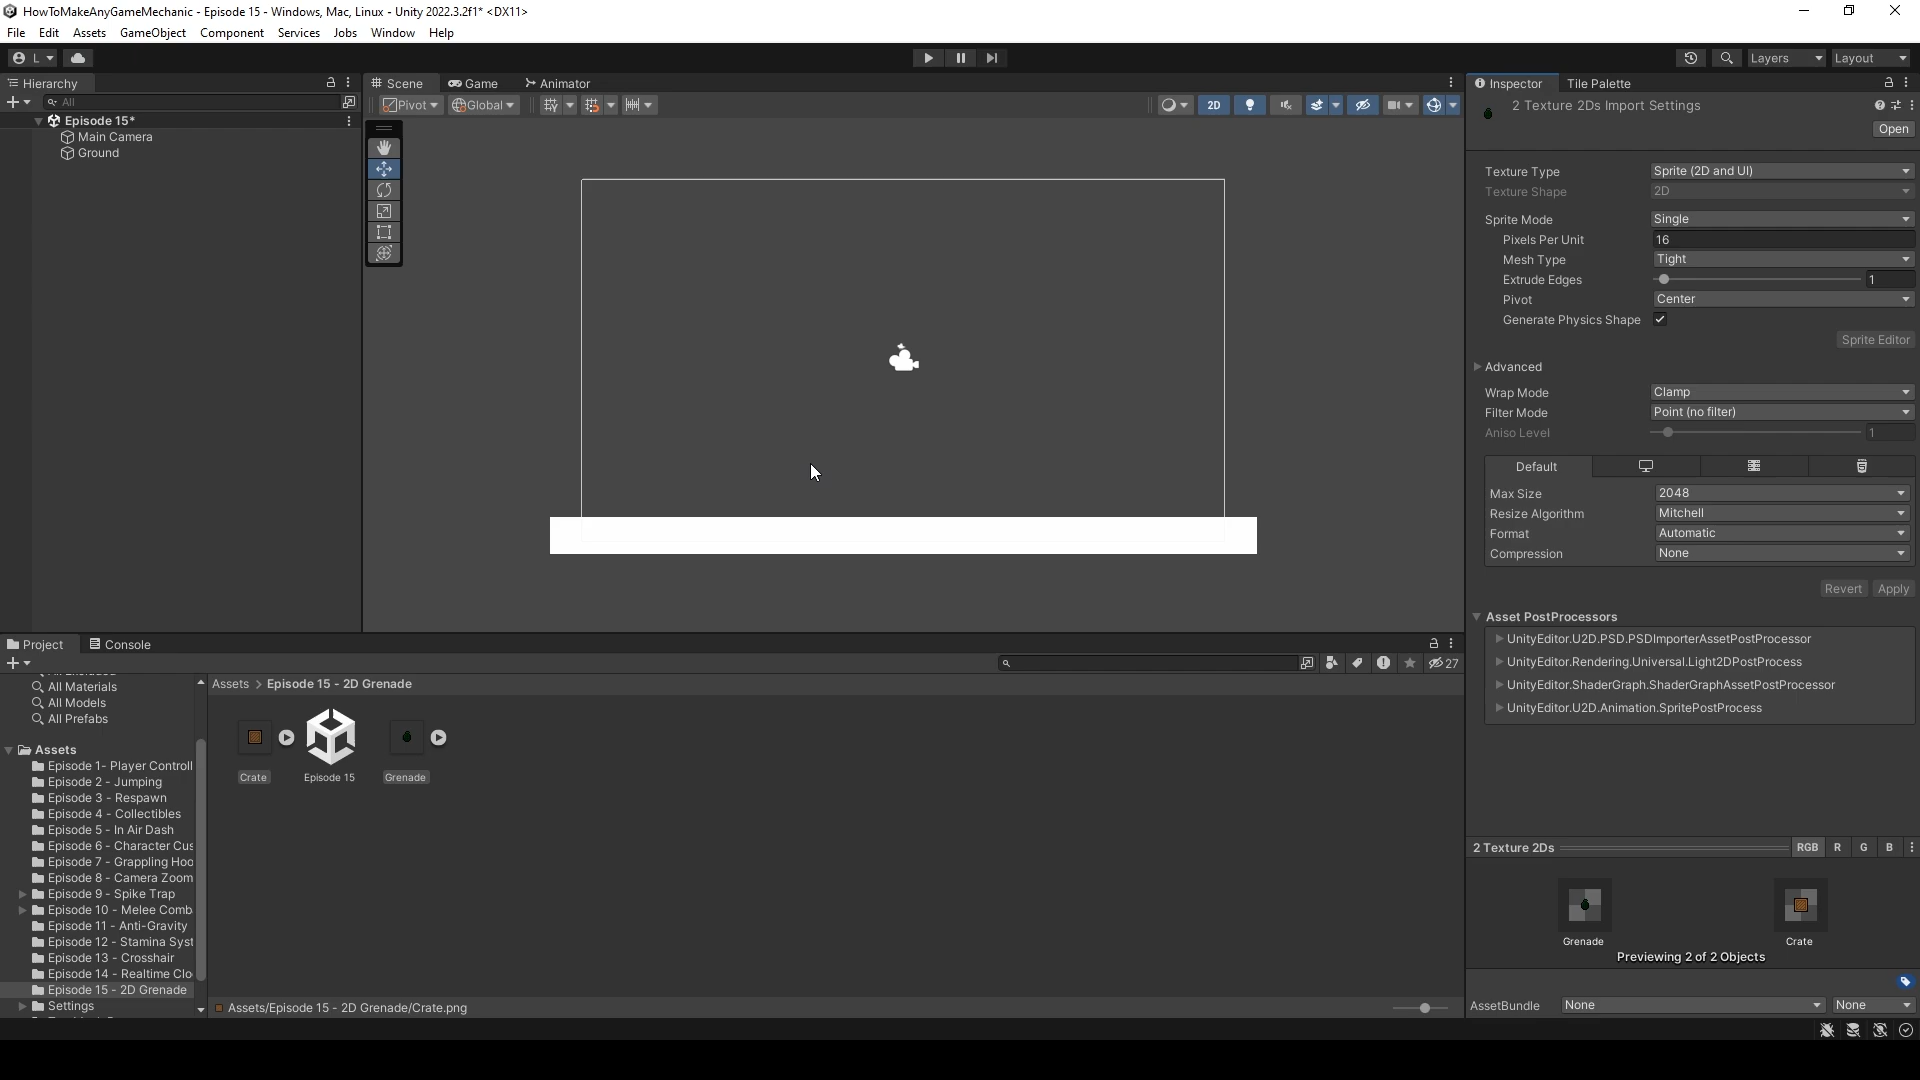 HowToMakeAnyGameMechanic - Episode 15 - Windows, Mac, Linux - Unity 2022.3.2f1* <DX11>
File Edit Assets GameObject Component Services Jobs Window Help
L Layers Layout
Hierarchy
All
Episode 15*
Main Camera
Ground
Scene Game Animator
Pivot Global 2D
Inspector Tile Palette
2 Texture 2Ds Import Settings
Open
Texture Type Sprite (2D and UI)
Texture Shape 2D
Sprite Mode Single
Pixels Per Unit 16
Mesh Type Tight
Extrude Edges 1
Pivot Center
Generate Physics Shape
Sprite Editor
Advanced
Wrap Mode Clamp
Filter Mode Point (no filter)
Aniso Level 1
Default
Max Size 2048
Resize Algorithm Mitchell
Format Automatic
Compression None
Revert Apply
Asset PostProcessors
UnityEditor.U2D.PSD.PSDImporterAssetPostProcessor
UnityEditor.Rendering.Universal.Light2DPostProcess
UnityEditor.ShaderGraph.ShaderGraphAssetPostProcessor
UnityEditor.U2D.Animation.SpritePostProcess
2 Texture 2Ds RGB R G B
Grenade Crate
Previewing 2 of 2 Objects
AssetBundle None None
Project Console
27
All Materials
All Models
All Prefabs
Assets
Episode 1- Player Controll
Episode 2 - Jumping
Episode 3 - Respawn
Episode 4 - Collectibles
Episode 5 - In Air Dash
Episode 6 - Character Cus
Episode 7 - Grappling Hoo
Episode 8 - Camera Zoom
Episode 9 - Spike Trap
Episode 10 - Melee Comb
Episode 11 - Anti-Gravity
Episode 12 - Stamina Syst
Episode 13 - Crosshair
Episode 14 - Realtime Clo
Episode 15 - 2D Grenade
Settings
Assets > Episode 15 - 2D Grenade
Crate Episode 15 Grenade
Assets/Episode 15 - 2D Grenade/Crate.png